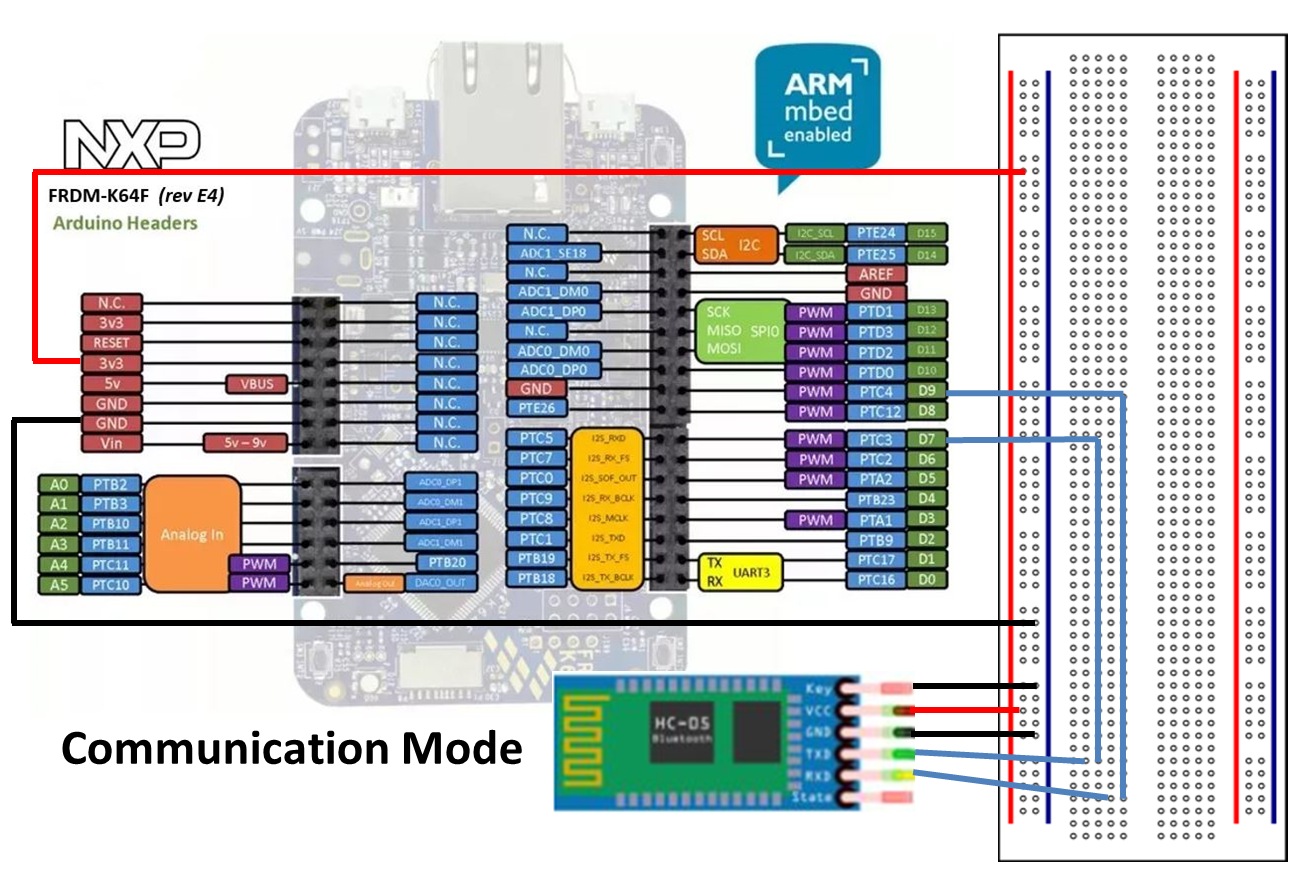 NXP
FRDM-K64F (rev E4)
Arduino Headers
ARM
mbed
enabled
N.C.
3v3
RESET
3v3
5v VBUS
GND
GND
Vin 5v – 9v
N.C.
N.C.
N.C.
N.C.
N.C.
N.C.
N.C.
N.C.
A0 PTB2
A1 PTB3
A2 PTB10
A3 PTB11
A4 PTC11 PWM
A5 PTC10 PWM
Analog In
ADC0_DP1
ADC0_DM1
ADC1_DP1
ADC1_DM1
PTB20
Analog Out DAC0_OUT
N.C.
ADC1_SE18
N.C.
ADC1_DM0
ADC1_DP0
N.C.
ADC0_DM0
ADC0_DP0
GND
PTE26
SCL
SDA
I2C
I2C_SCL PTE24 D15
I2C_SDA PTE25 D14
AREF
GND
SCK
MISO SPI0
MOSI
PWM PTD1 D13
PWM PTD3 D12
PWM PTD2 D11
PWM PTD0 D10
PWM PTC4 D9
PWM PTC12 D8
PTC5 I2S_RXD
PTC7 I2S_RX_FS
PTC0 I2S_SOF_OUT
PTC9 I2S_RX_BCLK
PTC8 I2S_MCLK
PTC1 I2S_TXD
PTB19 I2S_TX_FS
PTB18 I2S_TX_BCLK
PWM PTC3 D7
PWM PTC2 D6
PWM PTA2 D5
PTB23 D4
PWM PTA1 D3
PTB9 D2
PTC17 D1
PTC16 D0
TX
RX
UART3
Communication Mode
HC-05
Bluetooth
Key
VCC
GND
TXD
RXD
State